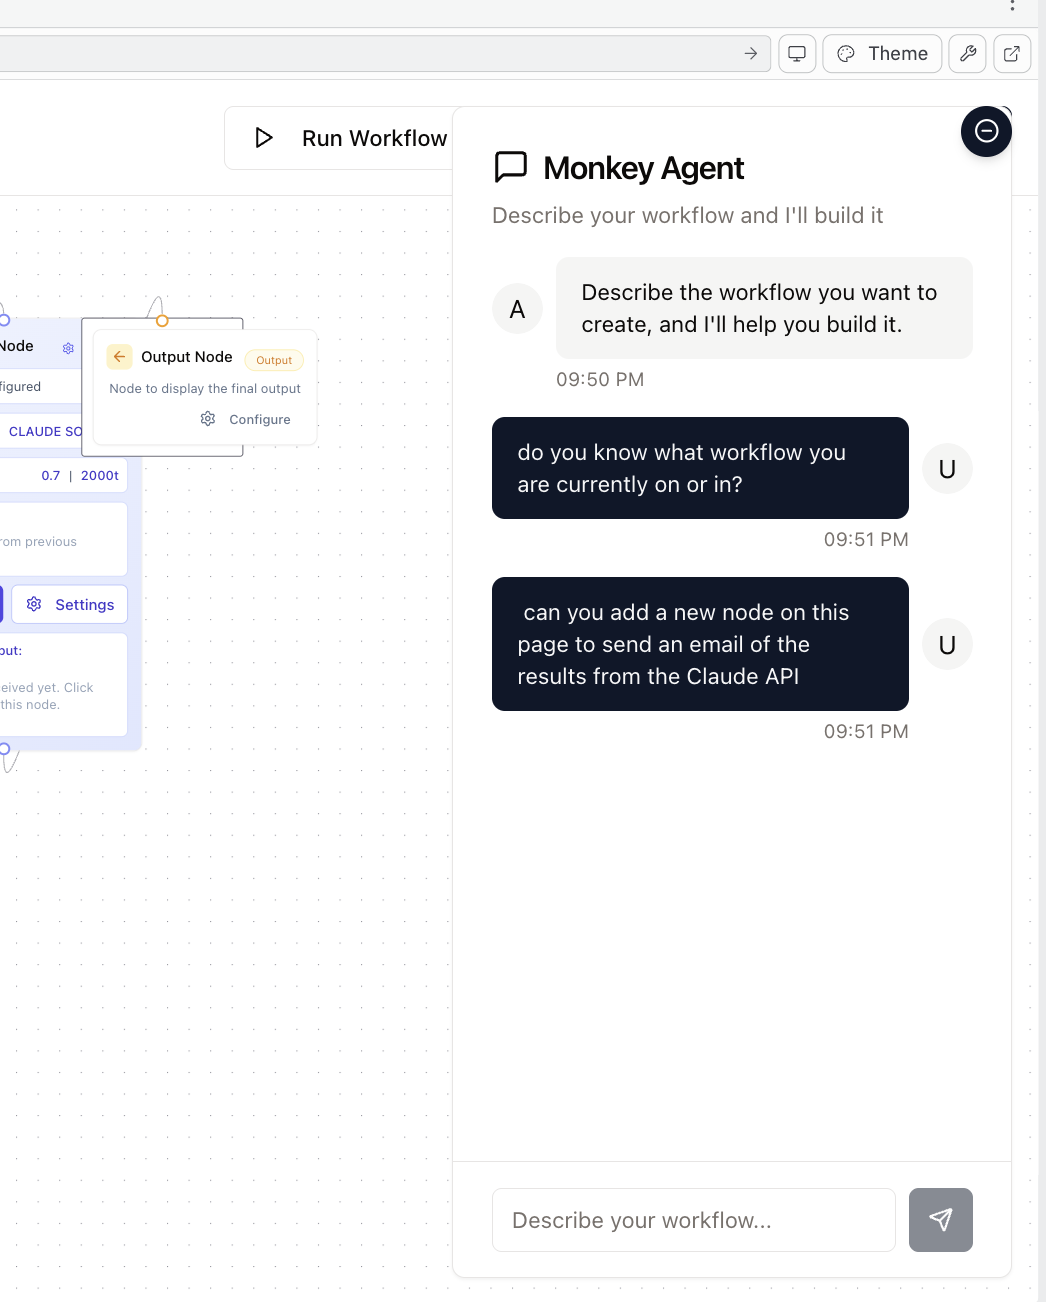 Theme
Run Workflow
Monkey Agent
Describe your workflow and I'll build it
A
Describe the workflow you want to
create, and I'll help you build it.
09:50 PM
do you know what workflow you
are currently on or in?
U
09:51 PM
can you add a new node on this
page to send an email of the
results from the Claude API
U
09:51 PM
Describe your workflow...
Node
Output Node
Output
Node to display the final output
Configure
CLAUDE SO
0.7 | 2000t
rom previous
Settings
eived yet. Click
this node.